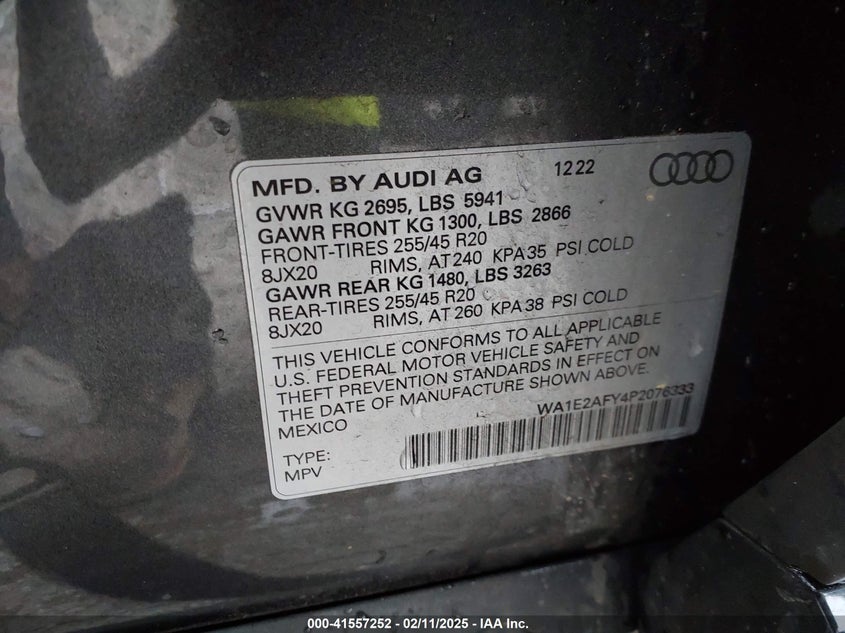 MFD. BY AUDI AG 12 22
GVWR KG 2695, LBS 5941
GAWR FRONT KG 1300, LBS 2866
FRONT-TIRES 255/45 R20
8JX20 RIMS, AT 240 KPA 35 PSI COLD
GAWR REAR KG 1480, LBS 3263
REAR-TIRES 255/45 R20
8JX20 RIMS, AT 260 KPA 38 PSI COLD
THIS VEHICLE CONFORMS TO ALL APPLICABLE
U.S. FEDERAL MOTOR VEHICLE SAFETY AND
THEFT PREVENTION STANDARDS IN EFFECT ON
THE DATE OF MANUFACTURE SHOWN ABOVE.
MEXICO WA1E2AFY4P2076333
TYPE:
MPV
000-41557252 - 02/11/2025 - IAA Inc.